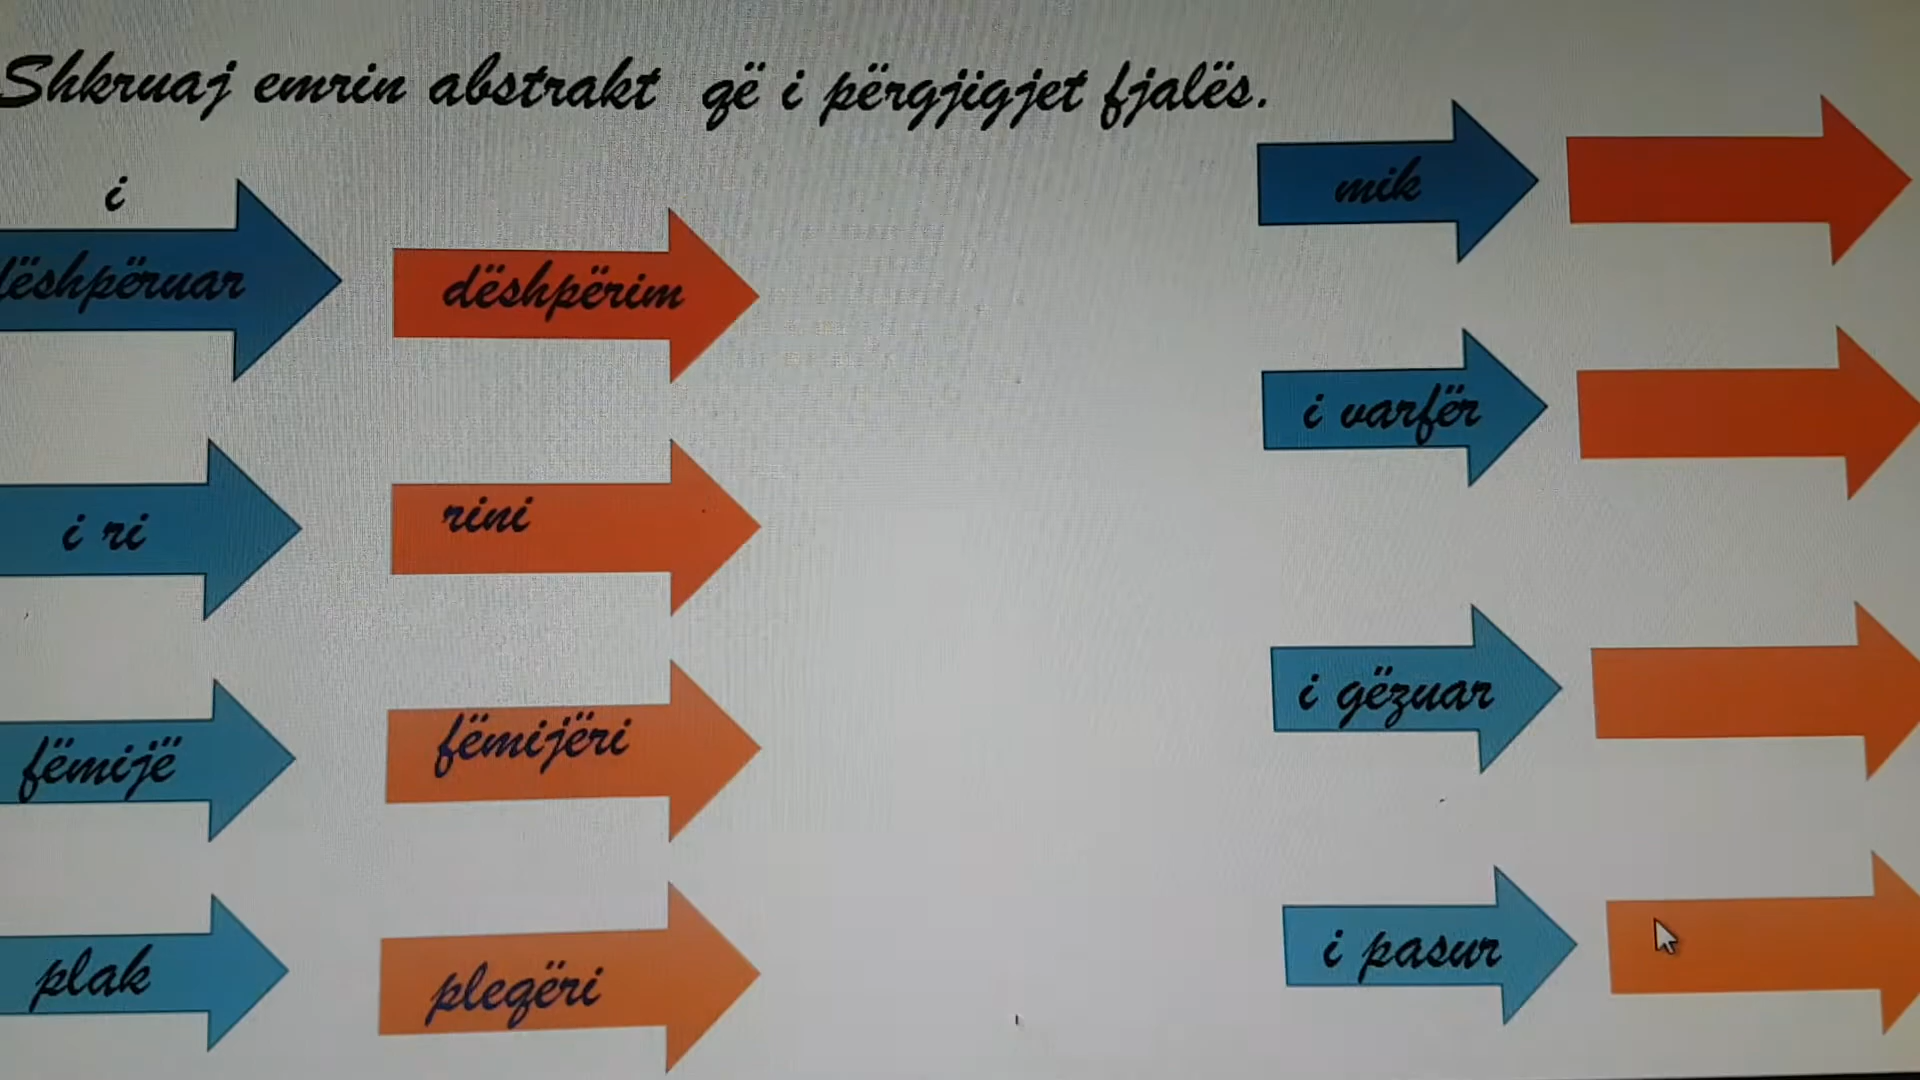 Shkruaj emrin abstrakt që i përgjigjet fjalës.
i
dëshpëruar
dëshpërim
i ri
rini
fëmijë
fëmijëri
plak
pleqëri
mik
i varfër
i gëzuar
i pasur